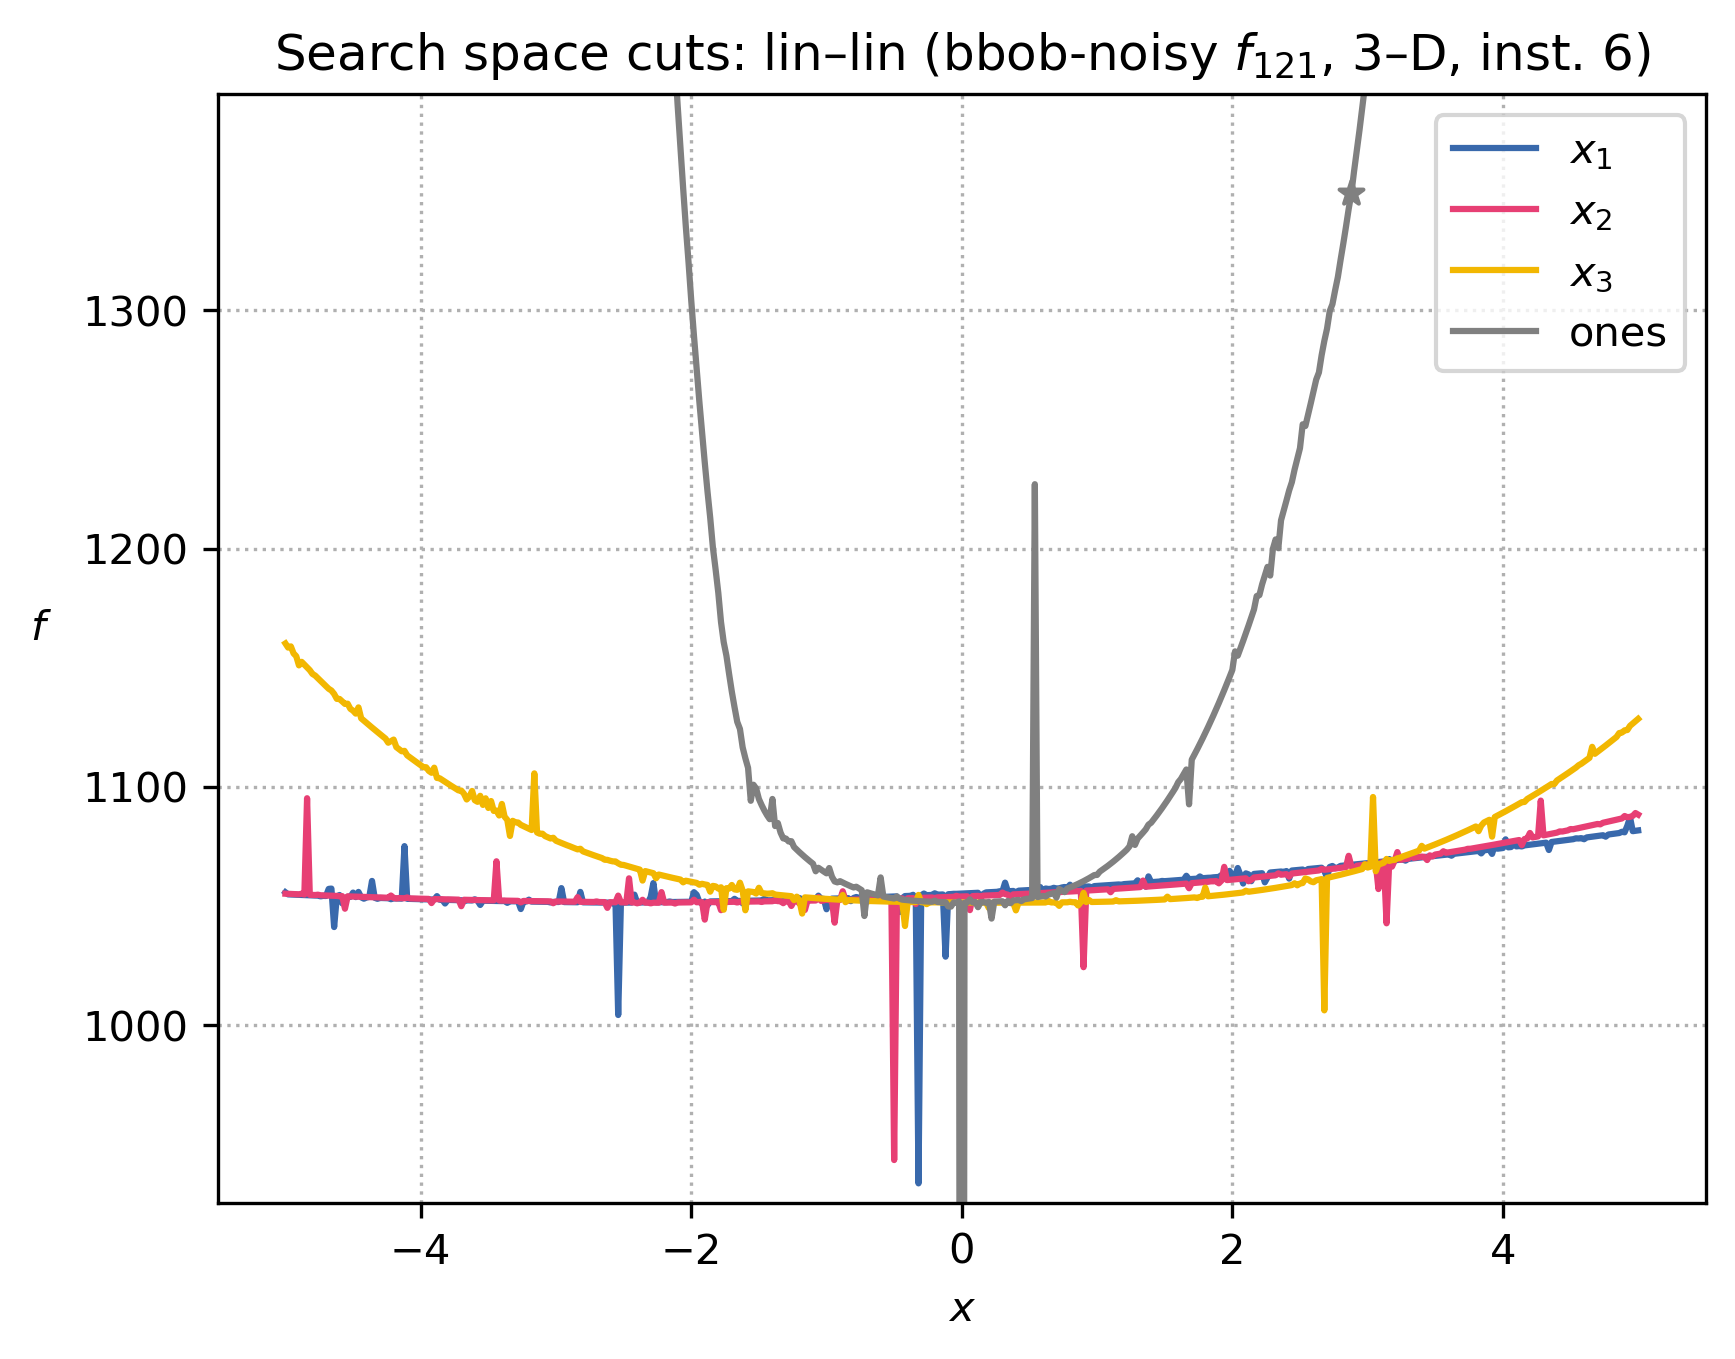 Search space cuts: lin–lin (bbob-noisy f₁₂₁, 3–D, inst. 6)
x₁
x₂
x₃
ones
f
1300
1200
1100
1000
−4
−2
0
2
4
x